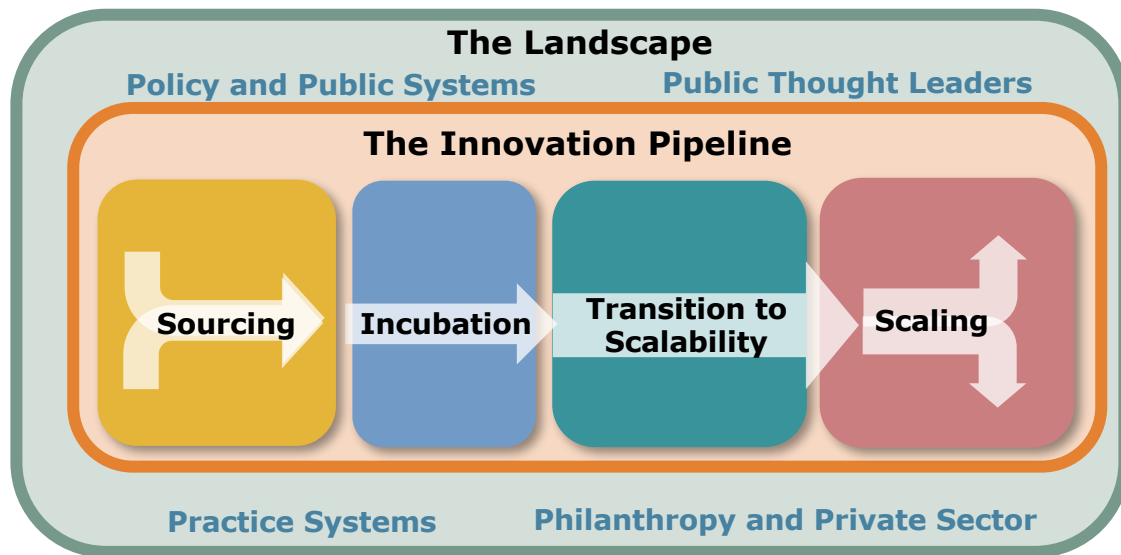 The Landscape
Policy and Public Systems
Public Thought Leaders
The Innovation Pipeline
Sourcing
Incubation
Transition to
Scalability
Scaling
Practice Systems
Philanthropy and Private Sector